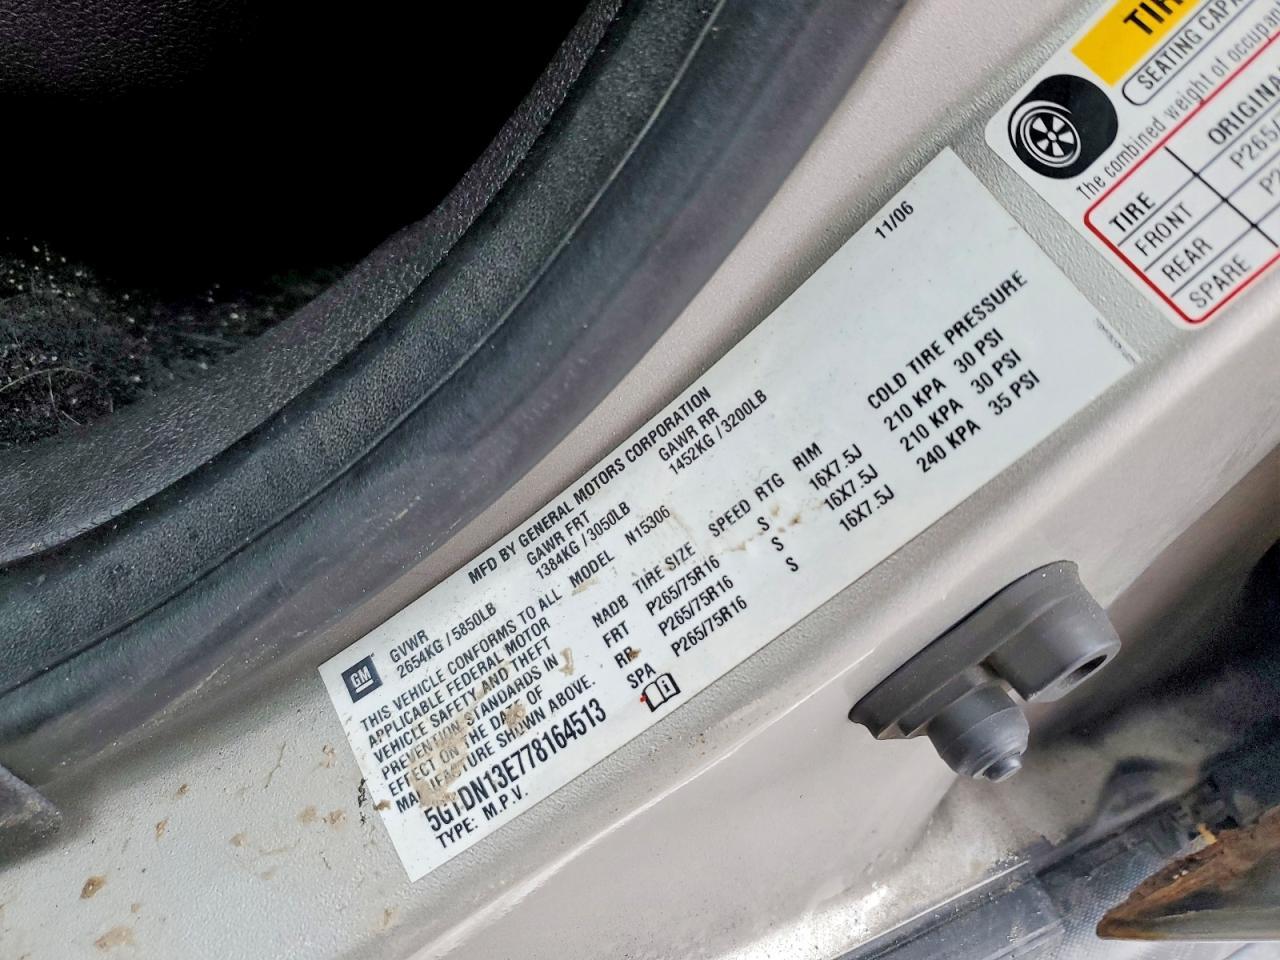 11/06
MFD BY GENERAL MOTORS CORPORATION
GVWR GAWR FRT GAWR RR
2654KG / 5850LB 1384KG / 3050LB 1452KG / 3200LB
THIS VEHICLE CONFORMS TO ALL
APPLICABLE FEDERAL MOTOR
VEHICLE SAFETY AND THEFT
PREVENTION STANDARDS IN
EFFECT ON THE DATE OF
MANUFACTURE SHOWN ABOVE.
5GTDN13E778164513
TYPE: M.P.V.
MODEL N15306
NADB TIRE SIZE SPEED RTG RIM COLD TIRE PRESSURE
FRT P265/75R16 S 16X7.5J 210 KPA 30 PSI
RR P265/75R16 S 16X7.5J 210 KPA 30 PSI
SPA P265/75R16 S 16X7.5J 240 KPA 35 PSI
GM
SEATING
The combined weight of
TIRE
FRONT
REAR
SPARE